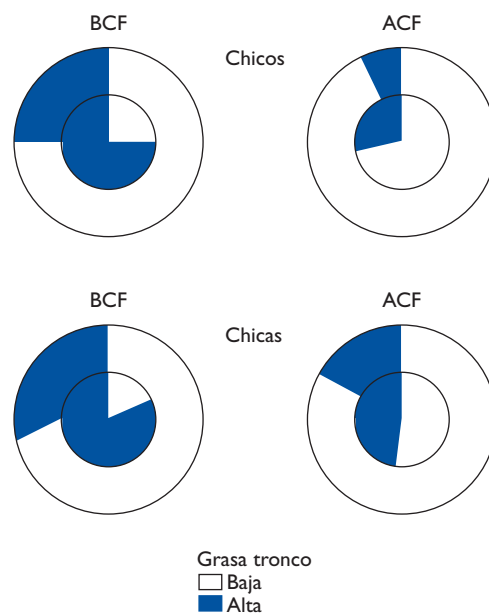 BCF
Chicos
ACF
BCF
Chicas
ACF
Grasa tronco
Baja
Alta